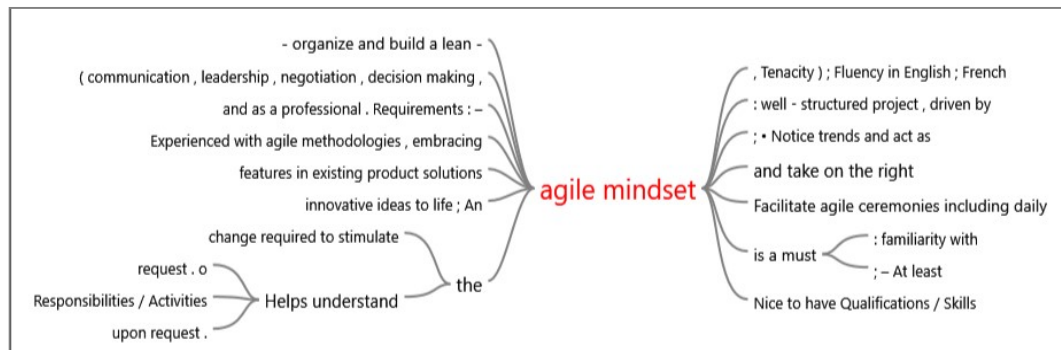 - organize and build a lean -
( communication , leadership , negotiation , decision making ,
and as a professional . Requirements : –
Experienced with agile methodologies , embracing
features in existing product solutions
innovative ideas to life ; An
change required to stimulate
request . o
Responsibilities / Activities
upon request .
Helps understand
the
agile mindset
, Tenacity ) ; Fluency in English ; French
: well - structured project , driven by
; • Notice trends and act as
and take on the right
Facilitate agile ceremonies including daily
is a must
: familiarity with
; – At least
Nice to have Qualifications / Skills